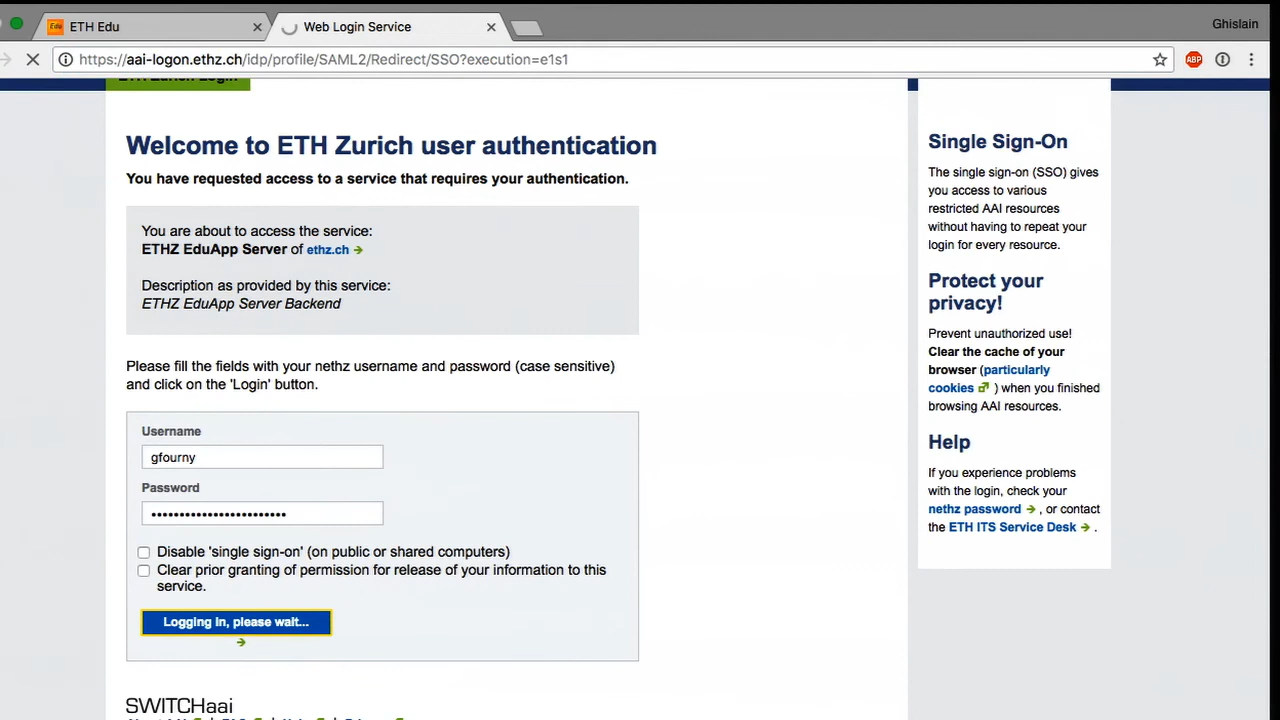 ETH Edu
Web Login Service
Ghislain
https://aai-logon.ethz.ch/idp/profile/SAML2/Redirect/SSO?execution=e1s1
ABP
ETH Zurich Login
Welcome to ETH Zurich user authentication
You have requested access to a service that requires your authentication.
You are about to access the service:
ETHZ EduApp Server of ethz.ch
Description as provided by this service:
ETHZ EduApp Server Backend
Please fill the fields with your nethz username and password (case sensitive)
and click on the 'Login' button.
Username
gfourny
Password
Disable 'single sign-on' (on public or shared computers)
Clear prior granting of permission for release of your information to this
service.
Logging in, please wait...
SWITCHaai
Single Sign-On
The single sign-on (SSO) gives
you access to various
restricted AAI resources
without having to repeat your
login for every resource.
Protect your
privacy!
Prevent unauthorized use!
Clear the cache of your
browser (particularly
cookies ) when you finished
browsing AAI resources.
Help
If you experience problems
with the login, check your
nethz password , or contact
the ETH ITS Service Desk .